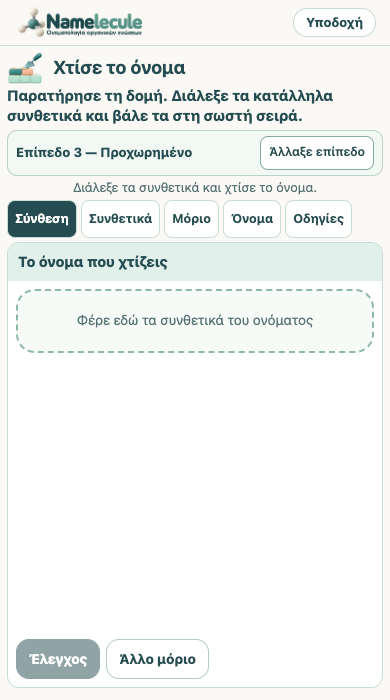 Namelecule
Ονοματολογία οργανικών ενώσεων
Υποδοχή
Χτίσε το όνομα
Παρατήρησε τη δομή. Διάλεξε τα κατάλληλα
συνθετικά και βάλε τα στη σωστή σειρά.
Επίπεδο 3 — Προχωρημένο
Άλλαξε επίπεδο
Διάλεξε τα συνθετικά και χτίσε το όνομα.
Σύνθεση Συνθετικά Μόριο Όνομα Οδηγίες
Το όνομα που χτίζεις
Φέρε εδώ τα συνθετικά του ονόματος
Έλεγχος Άλλο μόριο